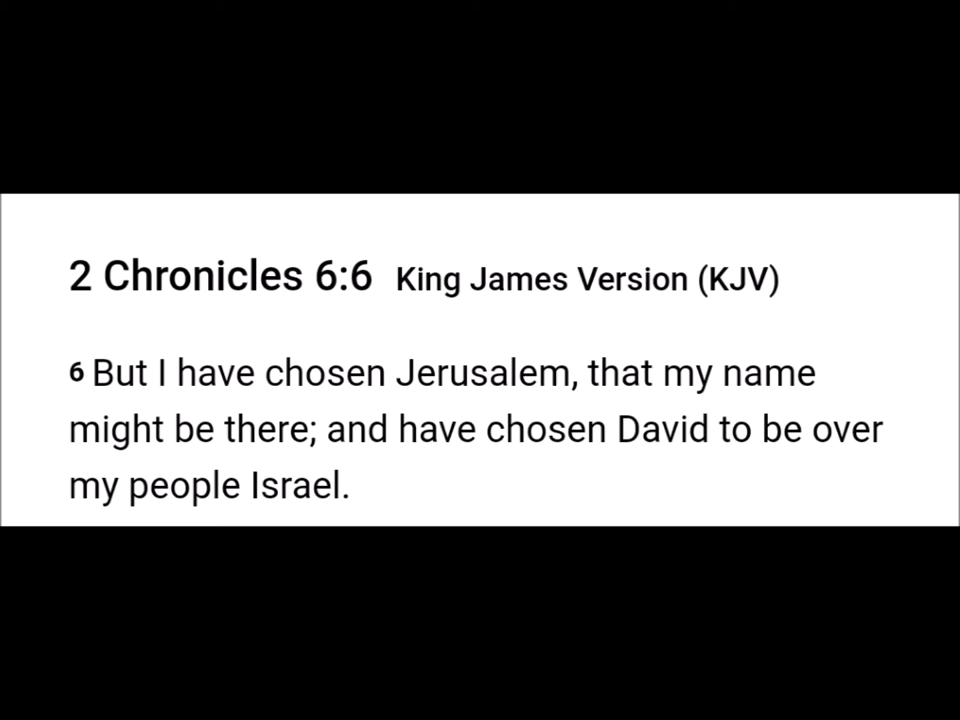 2 Chronicles 6:6 King James Version (KJV)
6 But I have chosen Jerusalem, that my name
might be there; and have chosen David to be over
my people Israel.